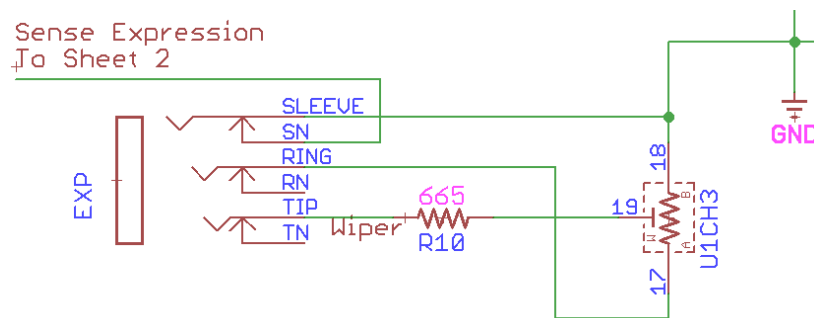 Sense Expression
To Sheet 2
SLEEVE
SN
RING
RN
TIP
TN
EXP
Wiper
665
R10
GND
18
19
17
B
W
A
U1CH3